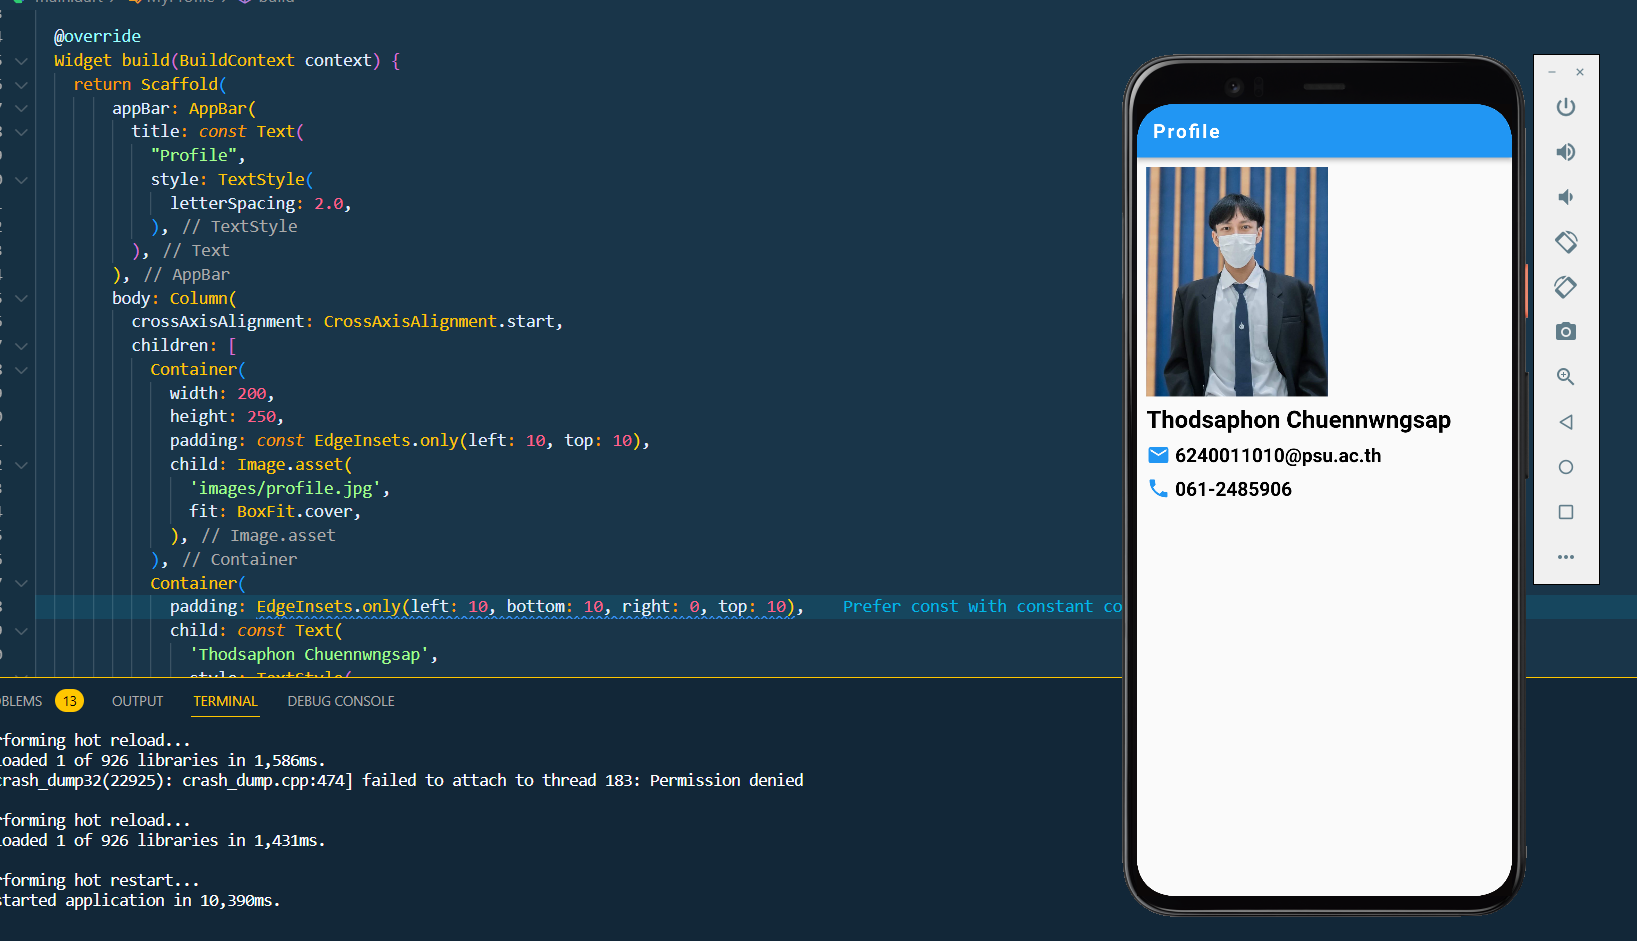 @override
Widget build(BuildContext context) {
return Scaffold(
appBar: AppBar(
title: const Text(
"Profile",
style: TextStyle(
letterSpacing: 2.0,
), // TextStyle
), // Text
), // AppBar
body: Column(
crossAxisAlignment: CrossAxisAlignment.start,
children: [
Container(
width: 200,
height: 250,
padding: const EdgeInsets.only(left: 10, top: 10),
child: Image.asset(
'images/profile.jpg',
fit: BoxFit.cover,
), // Image.asset
), // Container
Container(
padding: EdgeInsets.only(left: 10, bottom: 10, right: 0, top: 10), Prefer const with constant co
child: const Text(
'Thodsaphon Chuennwngsap',
style: TextStyle(
OBLEMS 13 OUTPUT TERMINAL DEBUG CONSOLE
rforming hot reload...
loaded 1 of 926 libraries in 1,586ms.
crash_dump32(22925): crash_dump.cpp:474] failed to attach to thread 183: Permission denied
rforming hot reload...
loaded 1 of 926 libraries in 1,431ms.
rforming hot restart...
started application in 10,390ms.
Profile
Thodsaphon Chuennwngsap
6240011010@psu.ac.th
061-2485906